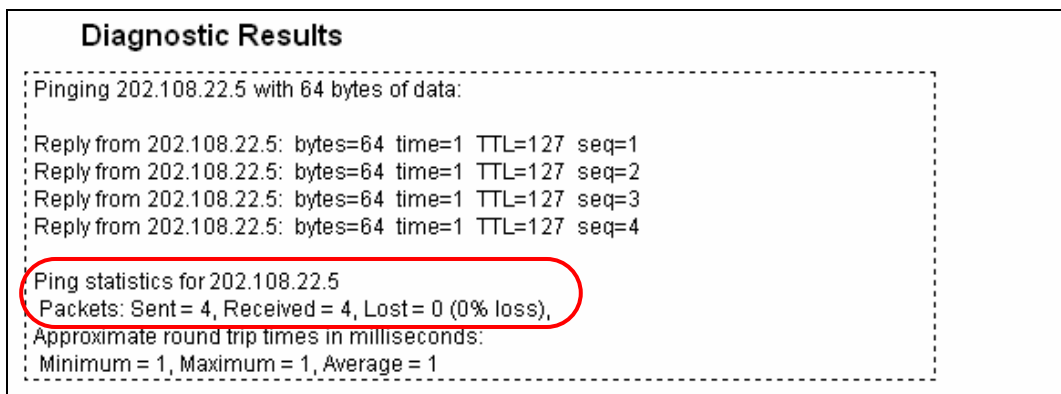 Diagnostic Results
Pinging 202.108.22.5 with 64 bytes of data:
Reply from 202.108.22.5: bytes=64 time=1 TTL=127 seq=1
Reply from 202.108.22.5: bytes=64 time=1 TTL=127 seq=2
Reply from 202.108.22.5: bytes=64 time=1 TTL=127 seq=3
Reply from 202.108.22.5: bytes=64 time=1 TTL=127 seq=4
Ping statistics for 202.108.22.5
Packets: Sent = 4, Received = 4, Lost = 0 (0% loss),
Approximate round trip times in milliseconds:
Minimum = 1, Maximum = 1, Average = 1